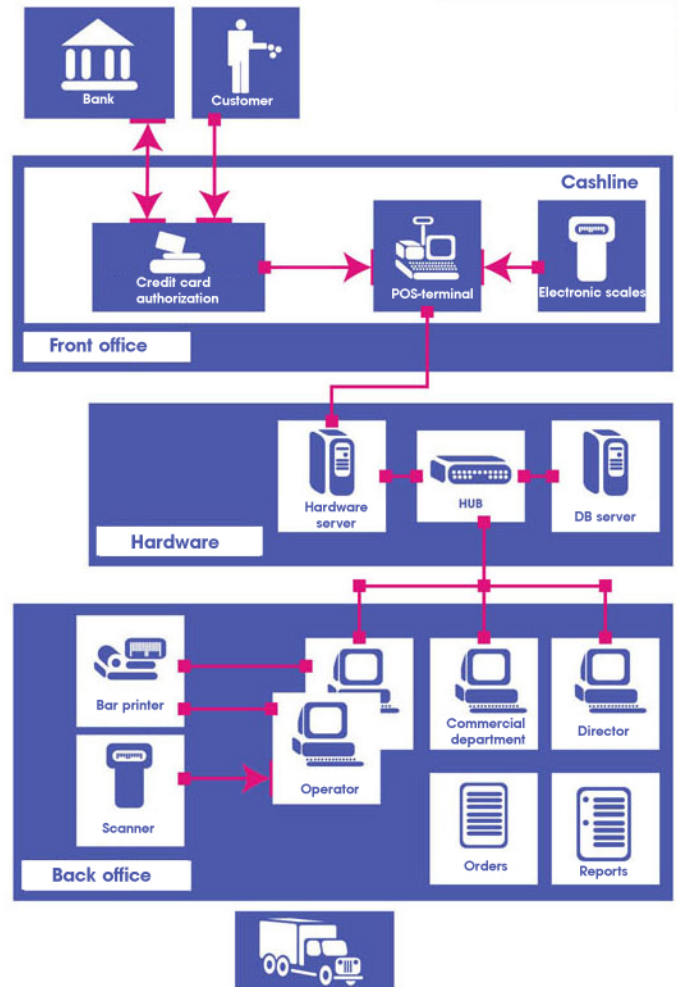 Bank
Customer
Cashline
Credit card
authorization
POS-terminal
Electronic scales
Front office
Hardware
server
HUB
DB server
Hardware
Bar printer
Commercial
department
Director
Operator
Scanner
Orders
Reports
Back office